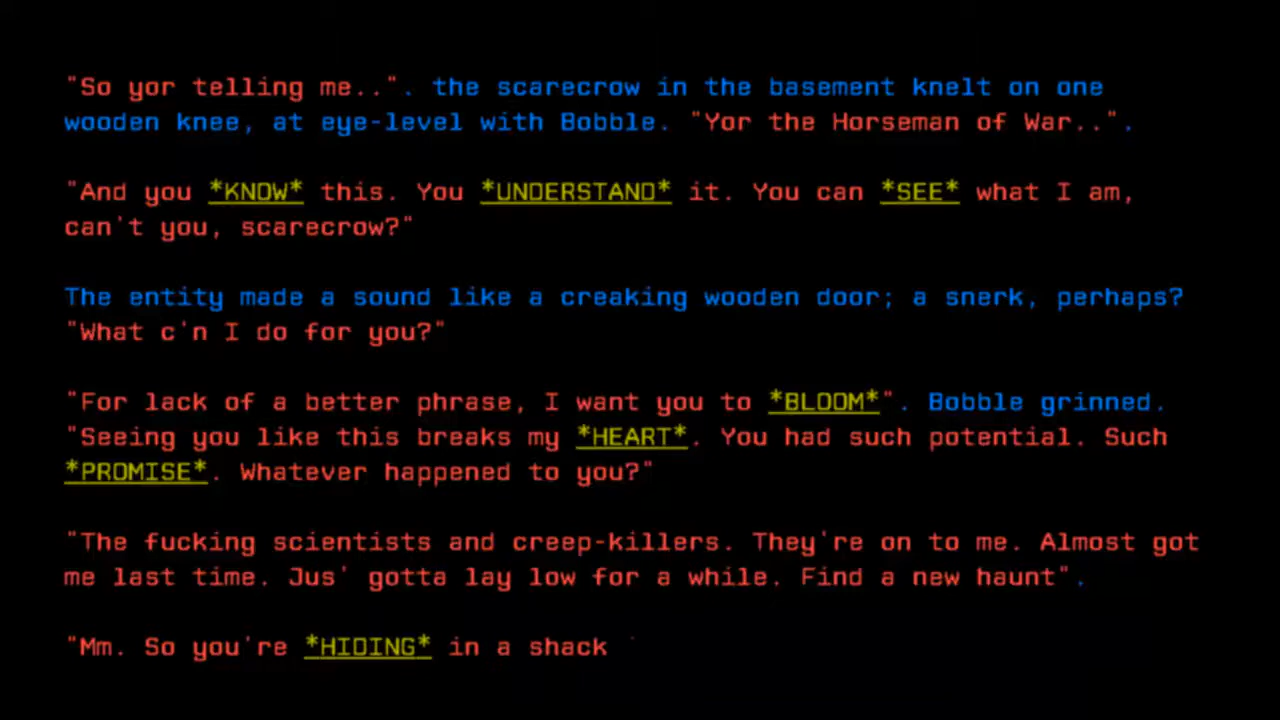 "So yor telling me..". the scarecrow in the basement knelt on one
wooden knee, at eye-level with Bobble. "Yor the Horseman of War..".
"And you *KNOW* this. You *UNDERSTAND* it. You can *SEE* what I am,
can't you, scarecrow?"
The entity made a sound like a creaking wooden door; a snerk, perhaps?
"What c'n I do for you?"
"For lack of a better phrase, I want you to *BLOOM*". Bobble grinned.
"Seeing you like this breaks my *HEART*. You had such potential. Such
*PROMISE*. Whatever happened to you?"
"The fucking scientists and creep-killers. They're on to me. Almost got
me last time. Jus' gotta lay low for a while. Find a new haunt".
"Mm. So you're *HIDING* in a shack